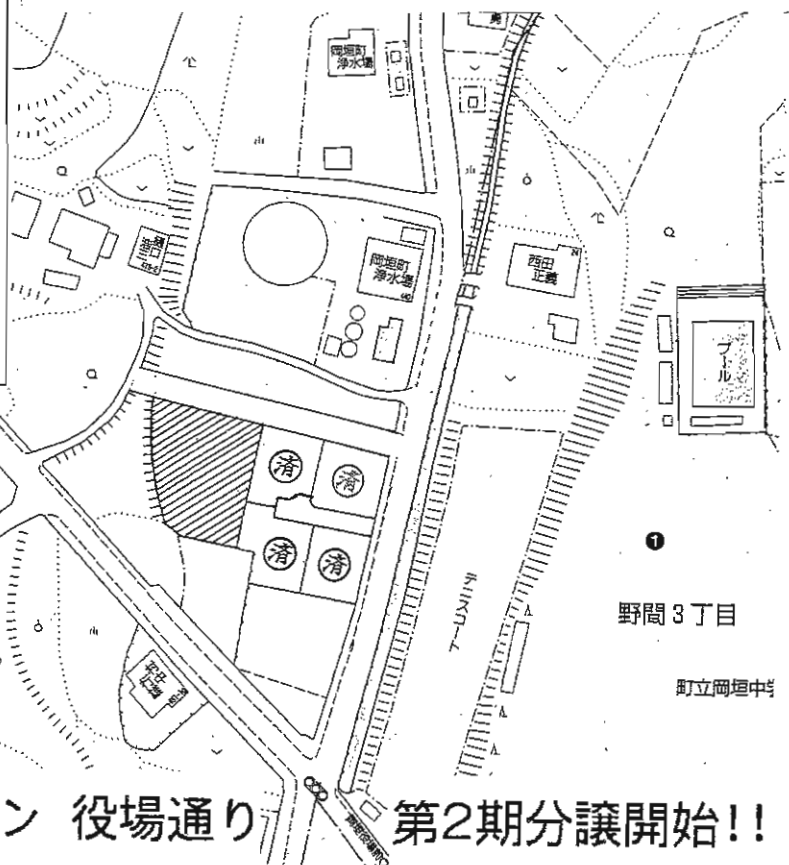 岡垣町
浄水場
岡垣町
浄水場
西田
正義
プール
済
済
済
済
テニスコート
1
野間3丁目
町立岡垣中学
ン 役場通り 第2期分譲開始!!